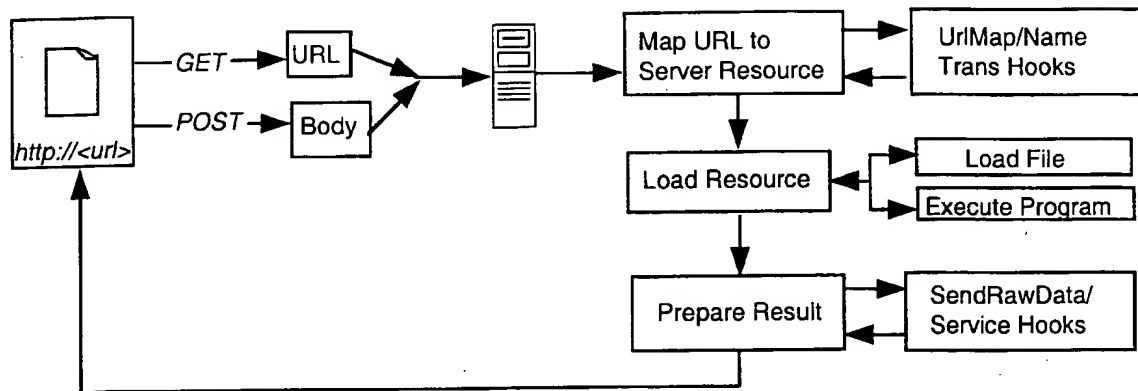 GET
URL
POST
Body
http://<url>
Map URL to
Server Resource
UrlMap/Name
Trans Hooks
Load Resource
Load File
Execute Program
Prepare Result
SendRawData/
Service Hooks